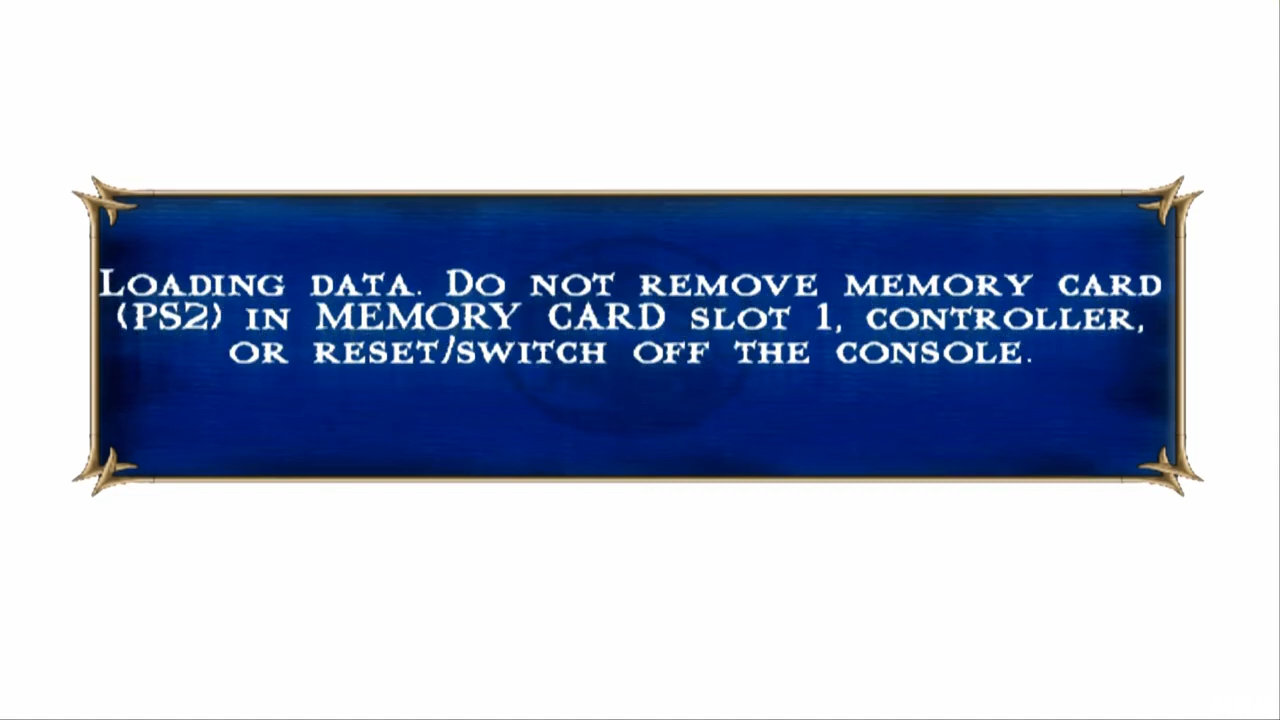 Loading data. Do not remove memory card
(PS2) in MEMORY CARD slot 1, controller,
or reset/switch off the console.